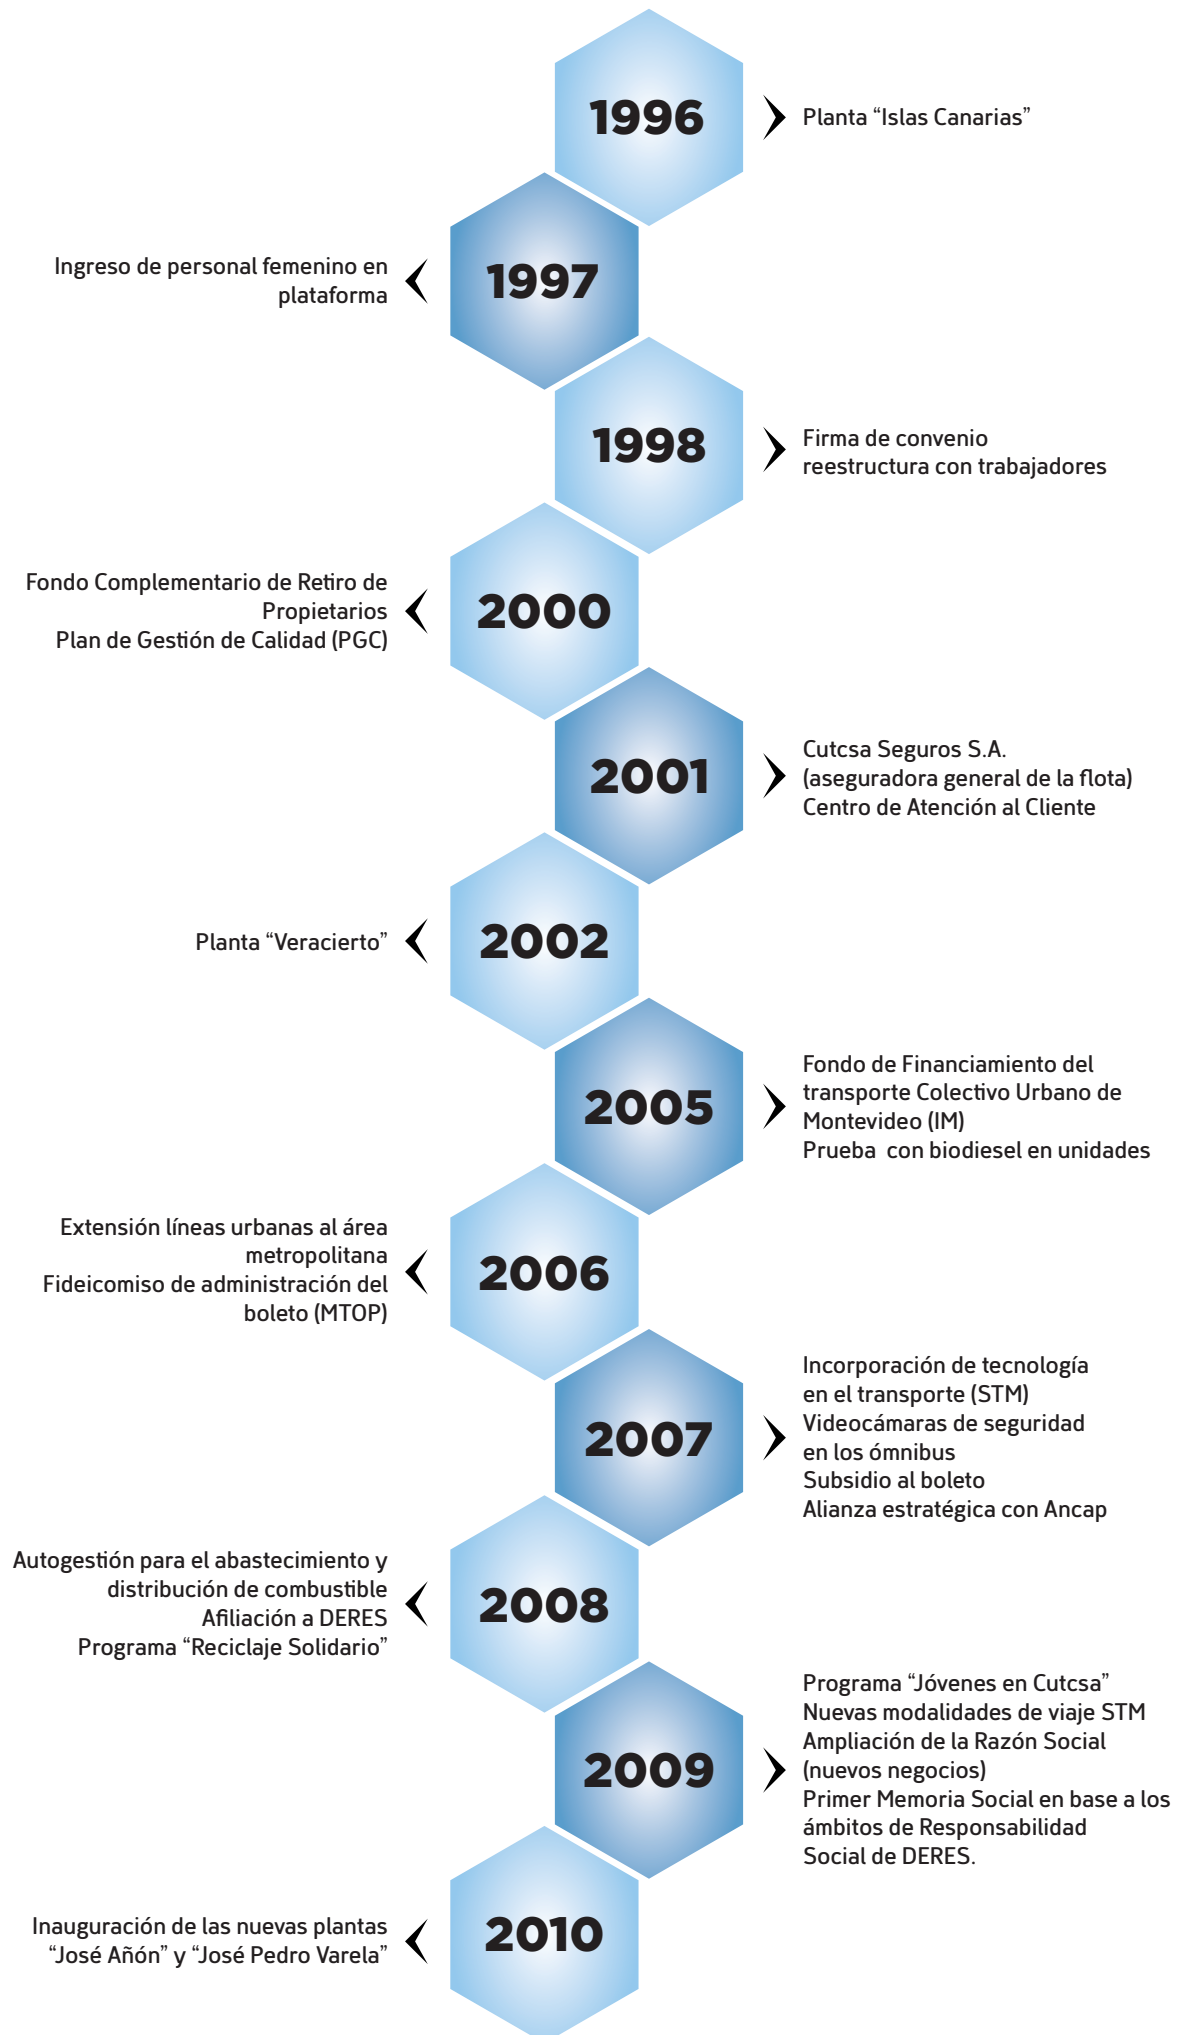 1996
Planta “Islas Canarias”
Ingreso de personal femenino en
plataforma
1997
1998
Firma de convenio
reestructura con trabajadores
Fondo Complementario de Retiro de
Propietarios
Plan de Gestión de Calidad (PGC)
2000
2001
Cutcsa Seguros S.A.
(aseguradora general de la flota)
Centro de Atención al Cliente
Planta “Veracierto”
2002
2005
Fondo de Financiamiento del
transporte Colectivo Urbano de
Montevideo (IM)
Prueba  con biodiesel en unidades
Extensión líneas urbanas al área
metropolitana
Fideicomiso de administración del
boleto (MTOP)
2006
2007
Incorporación de tecnología
en el transporte (STM)
Videocámaras de seguridad
en los ómnibus
Subsidio al boleto
Alianza estratégica con Ancap
Autogestión para el abastecimiento y
distribución de combustible
Afiliación a DERES
Programa “Reciclaje Solidario”
2008
2009
Programa “Jóvenes en Cutcsa”
Nuevas modalidades de viaje STM
Ampliación de la Razón Social
(nuevos negocios)
Primer Memoria Social en base a los
ámbitos de Responsabilidad
Social de DERES.
Inauguración de las nuevas plantas
“José Añón” y “José Pedro Varela”
2010